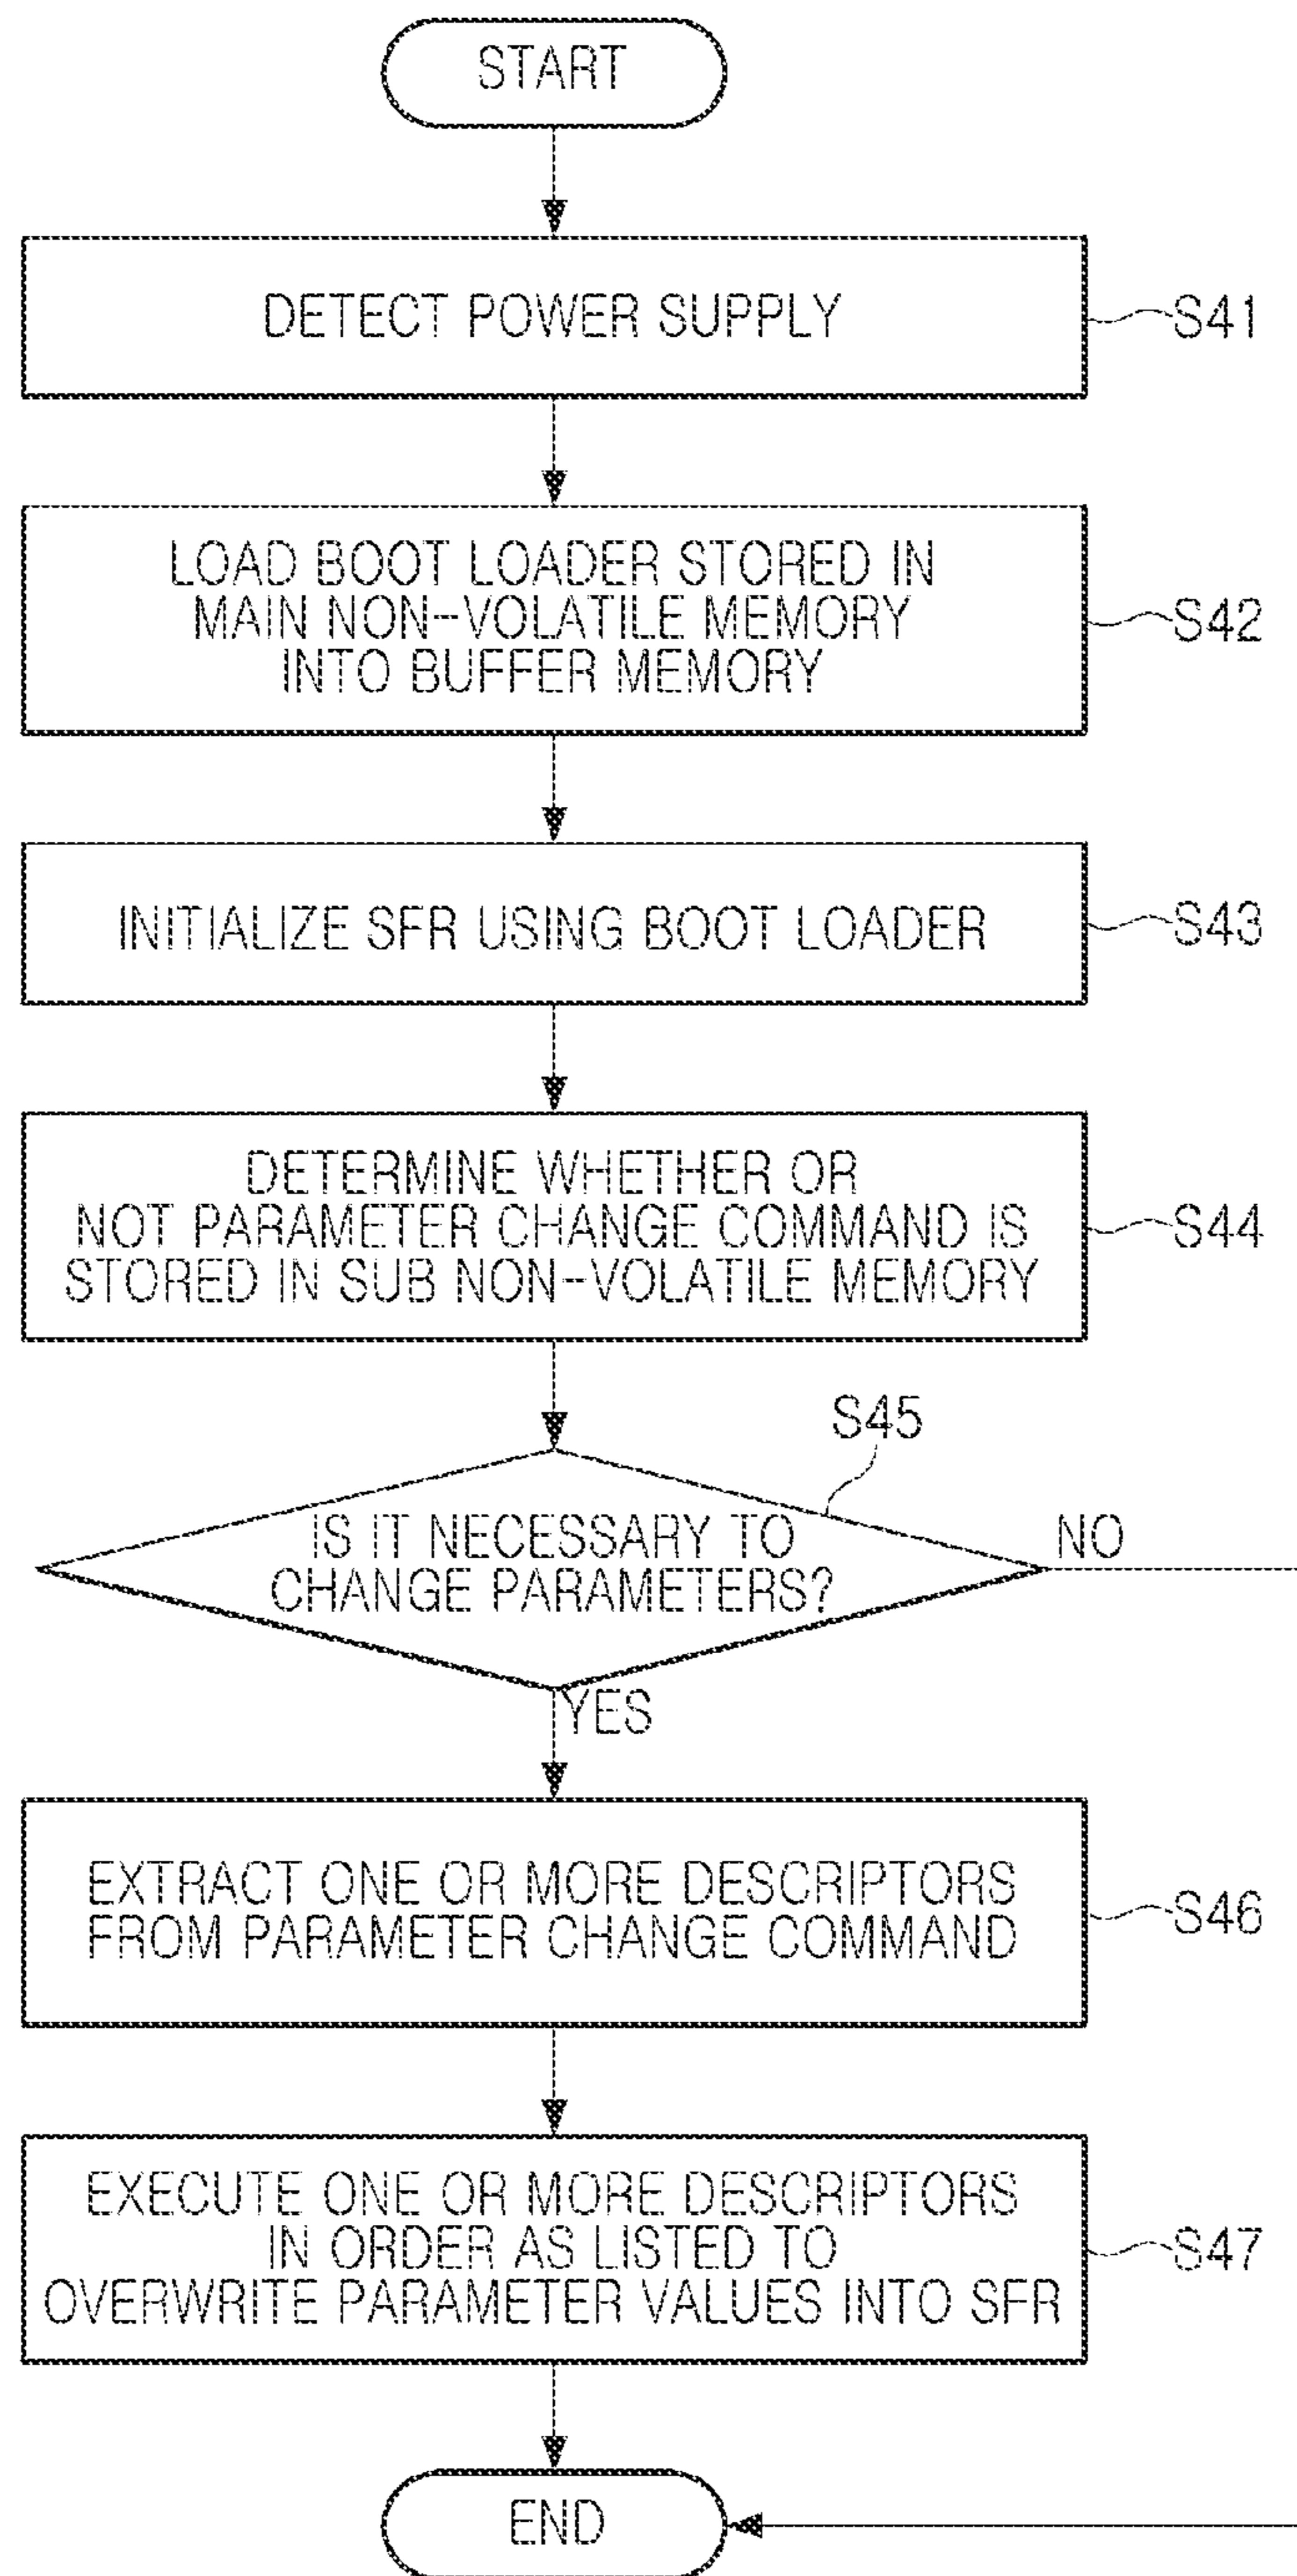 START
DETECT POWER SUPPLY
S41
LOAD BOOT LOADER STORED IN
MAIN NON-VOLATILE MEMORY
INTO BUFFER MEMORY
S42
INITIALIZE SFR USING BOOT LOADER
S43
DETERMINE WHETHER OR
NOT PARAMETER CHANGE COMMAND IS
STORED IN SUB NON-VOLATILE MEMORY
S44
S45
IS IT NECESSARY TO
CHANGE PARAMETERS?
NO
YES
EXTRACT ONE OR MORE DESCRIPTORS
FROM PARAMETER CHANGE COMMAND
S46
EXECUTE ONE OR MORE DESCRIPTORS
IN ORDER AS LISTED TO
OVERWRITE PARAMETER VALUES INTO SFR
S47
END